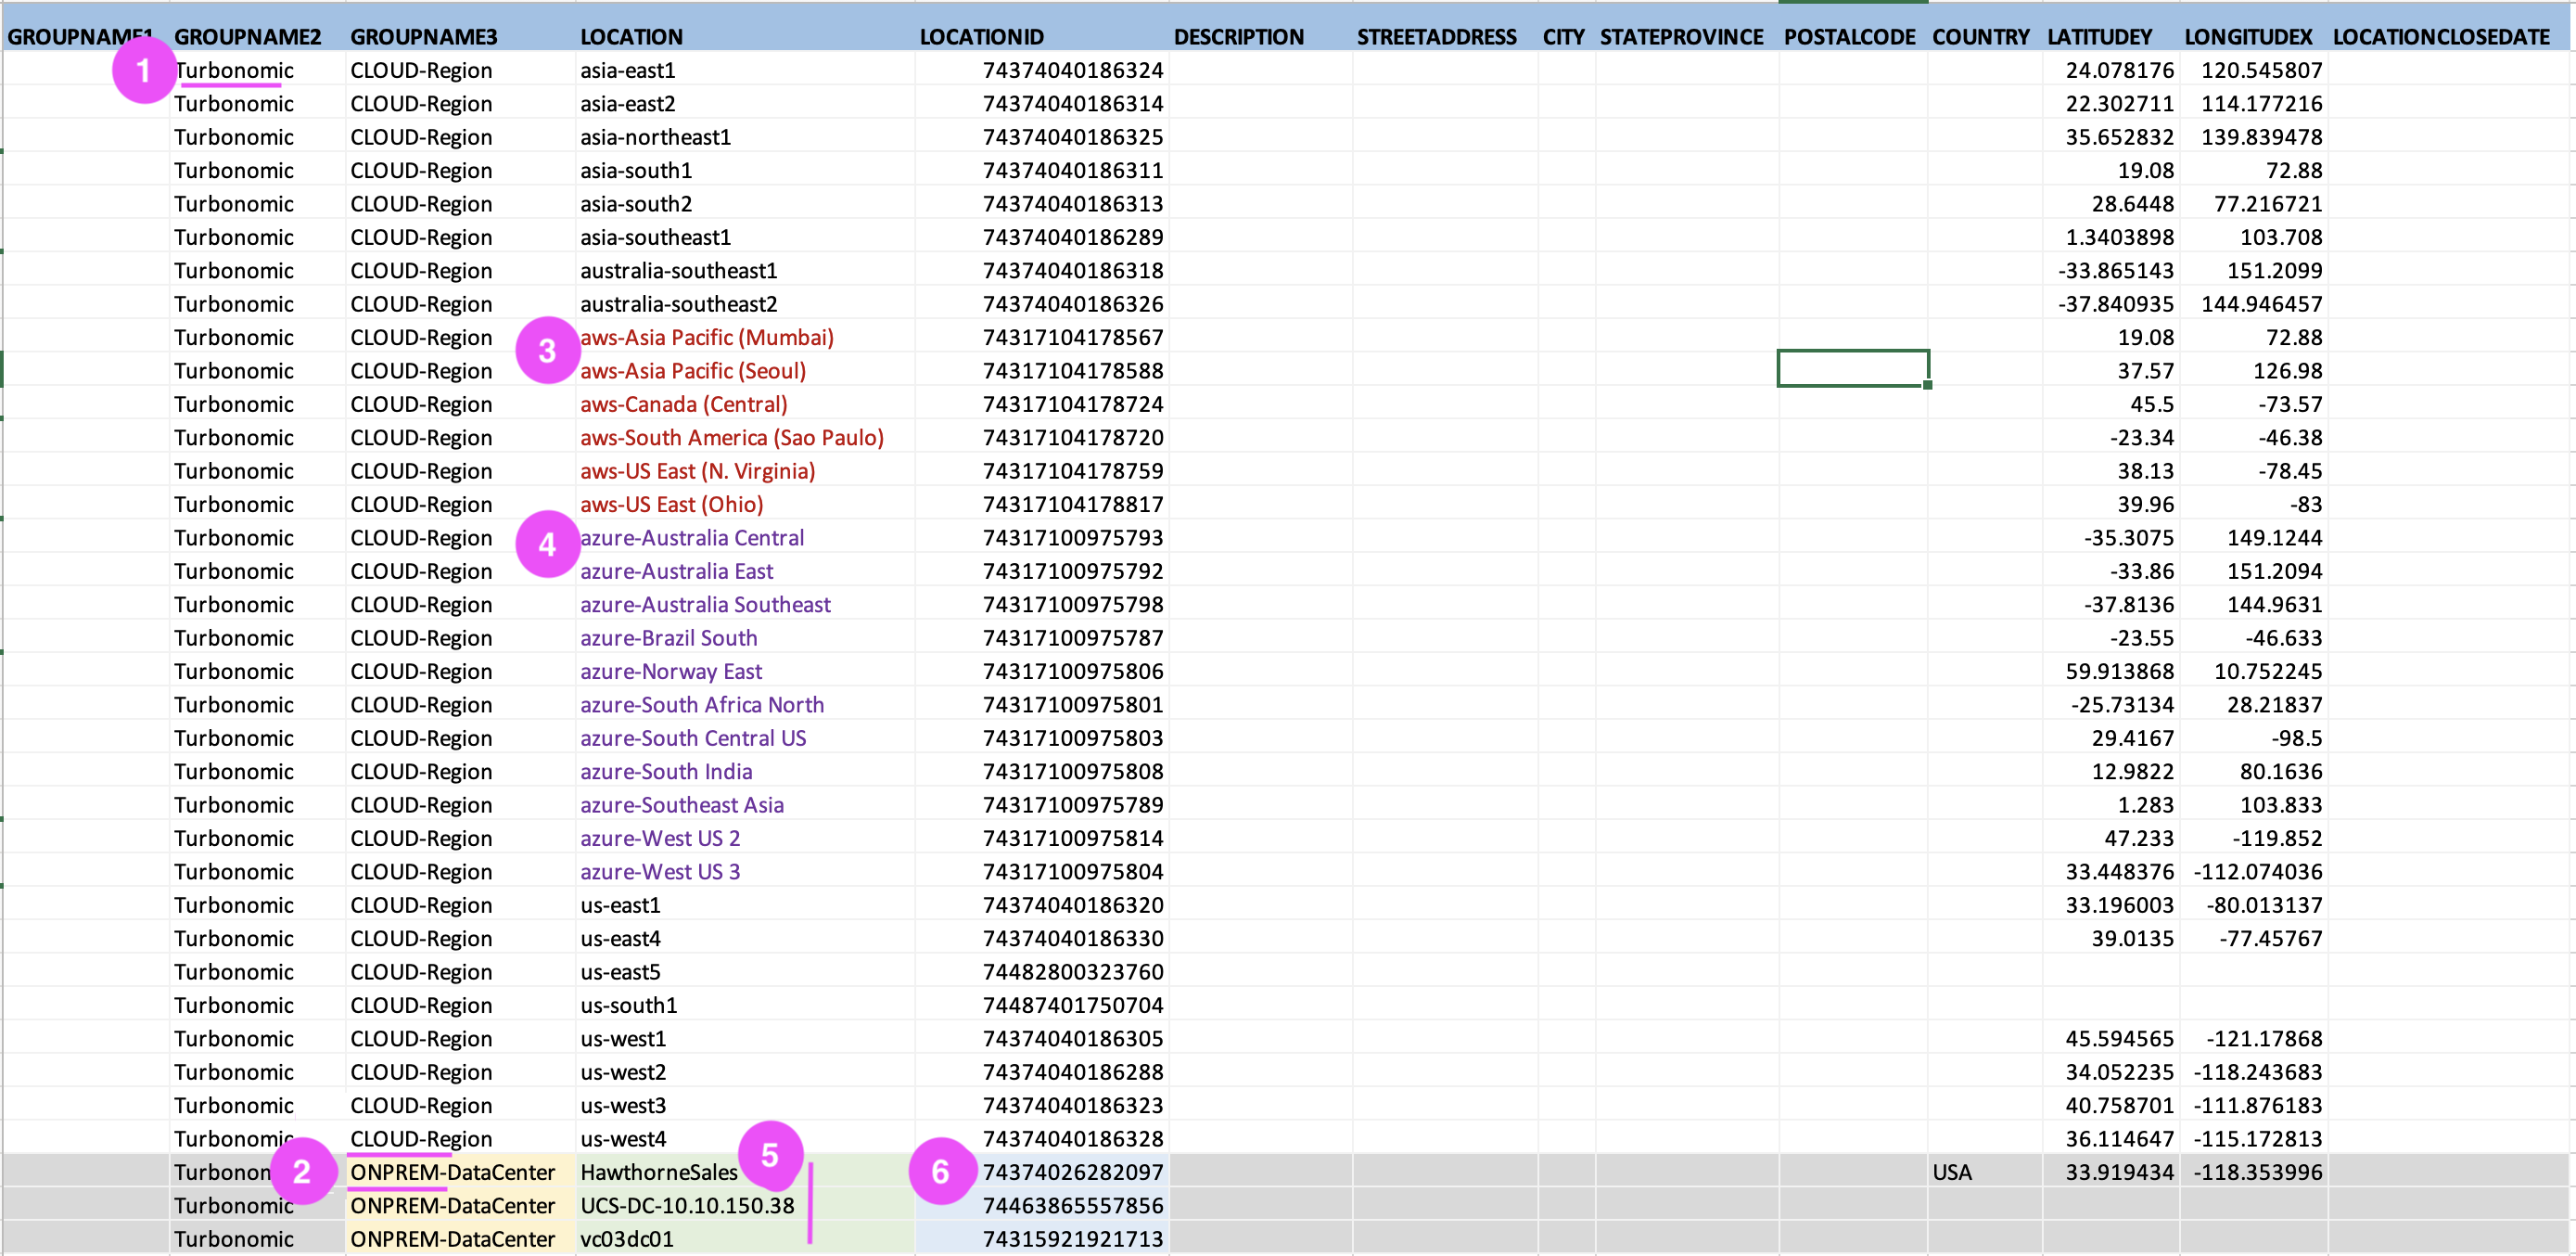 GROUPNAME1 GROUPNAME2 GROUPNAME3 LOCATION LOCATIONID DESCRIPTION STREETADDRESS CITY STATEPROVINCE POSTALCODE COUNTRY LATITUDEY LONGITUDEX LOCATIONCLOSEDATE
1 Turbonomic CLOUD-Region asia-east1 74374040186324 24.078176 120.545807
Turbonomic CLOUD-Region asia-east2 74374040186314 22.302711 114.177216
Turbonomic CLOUD-Region asia-northeast1 74374040186325 35.652832 139.839478
Turbonomic CLOUD-Region asia-south1 74374040186311 19.08 72.88
Turbonomic CLOUD-Region asia-south2 74374040186313 28.6448 77.216721
Turbonomic CLOUD-Region asia-southeast1 74374040186289 1.3403898 103.708
Turbonomic CLOUD-Region australia-southeast1 74374040186318 -33.865143 151.2099
Turbonomic CLOUD-Region australia-southeast2 74374040186326 -37.840935 144.946457
Turbonomic CLOUD-Region 3 aws-Asia Pacific (Mumbai) 74317104178567 19.08 72.88
Turbonomic CLOUD-Region aws-Asia Pacific (Seoul) 74317104178588 37.57 126.98
Turbonomic CLOUD-Region aws-Canada (Central) 74317104178724 45.5 -73.57
Turbonomic CLOUD-Region aws-South America (Sao Paulo) 74317104178720 -23.34 -46.38
Turbonomic CLOUD-Region aws-US East (N. Virginia) 74317104178759 38.13 -78.45
Turbonomic CLOUD-Region aws-US East (Ohio) 74317104178817 39.96 -83
Turbonomic CLOUD-Region 4 azure-Australia Central 74317100975793 -35.3075 149.1244
Turbonomic CLOUD-Region azure-Australia East 74317100975792 -33.86 151.2094
Turbonomic CLOUD-Region azure-Australia Southeast 74317100975798 -37.8136 144.9631
Turbonomic CLOUD-Region azure-Brazil South 74317100975787 -23.55 -46.633
Turbonomic CLOUD-Region azure-Norway East 74317100975806 59.913868 10.752245
Turbonomic CLOUD-Region azure-South Africa North 74317100975801 -25.73134 28.21837
Turbonomic CLOUD-Region azure-South Central US 74317100975803 29.4167 -98.5
Turbonomic CLOUD-Region azure-South India 74317100975808 12.9822 80.1636
Turbonomic CLOUD-Region azure-Southeast Asia 74317100975789 1.283 103.833
Turbonomic CLOUD-Region azure-West US 2 74317100975814 47.233 -119.852
Turbonomic CLOUD-Region azure-West US 3 74317100975804 33.448376 -112.074036
Turbonomic CLOUD-Region us-east1 74374040186320 33.196003 -80.013137
Turbonomic CLOUD-Region us-east4 74374040186330 39.0135 -77.45767
Turbonomic CLOUD-Region us-east5 74482800323760
Turbonomic CLOUD-Region us-south1 74487401750704
Turbonomic CLOUD-Region us-west1 74374040186305 45.594565 -121.17868
Turbonomic CLOUD-Region us-west2 74374040186288 34.052235 -118.243683
Turbonomic CLOUD-Region us-west3 74374040186323 40.758701 -111.876183
Turbonomic CLOUD-Region us-west4 5 74374040186328 36.114647 -115.172813
Turbonom 2 ONPREM-DataCenter HawthorneSales 6 74374026282097 USA 33.919434 -118.353996
Turbonomic ONPREM-DataCenter UCS-DC-10.10.150.38 74463865557856
Turbonomic ONPREM-DataCenter vc03dc01 74315921921713